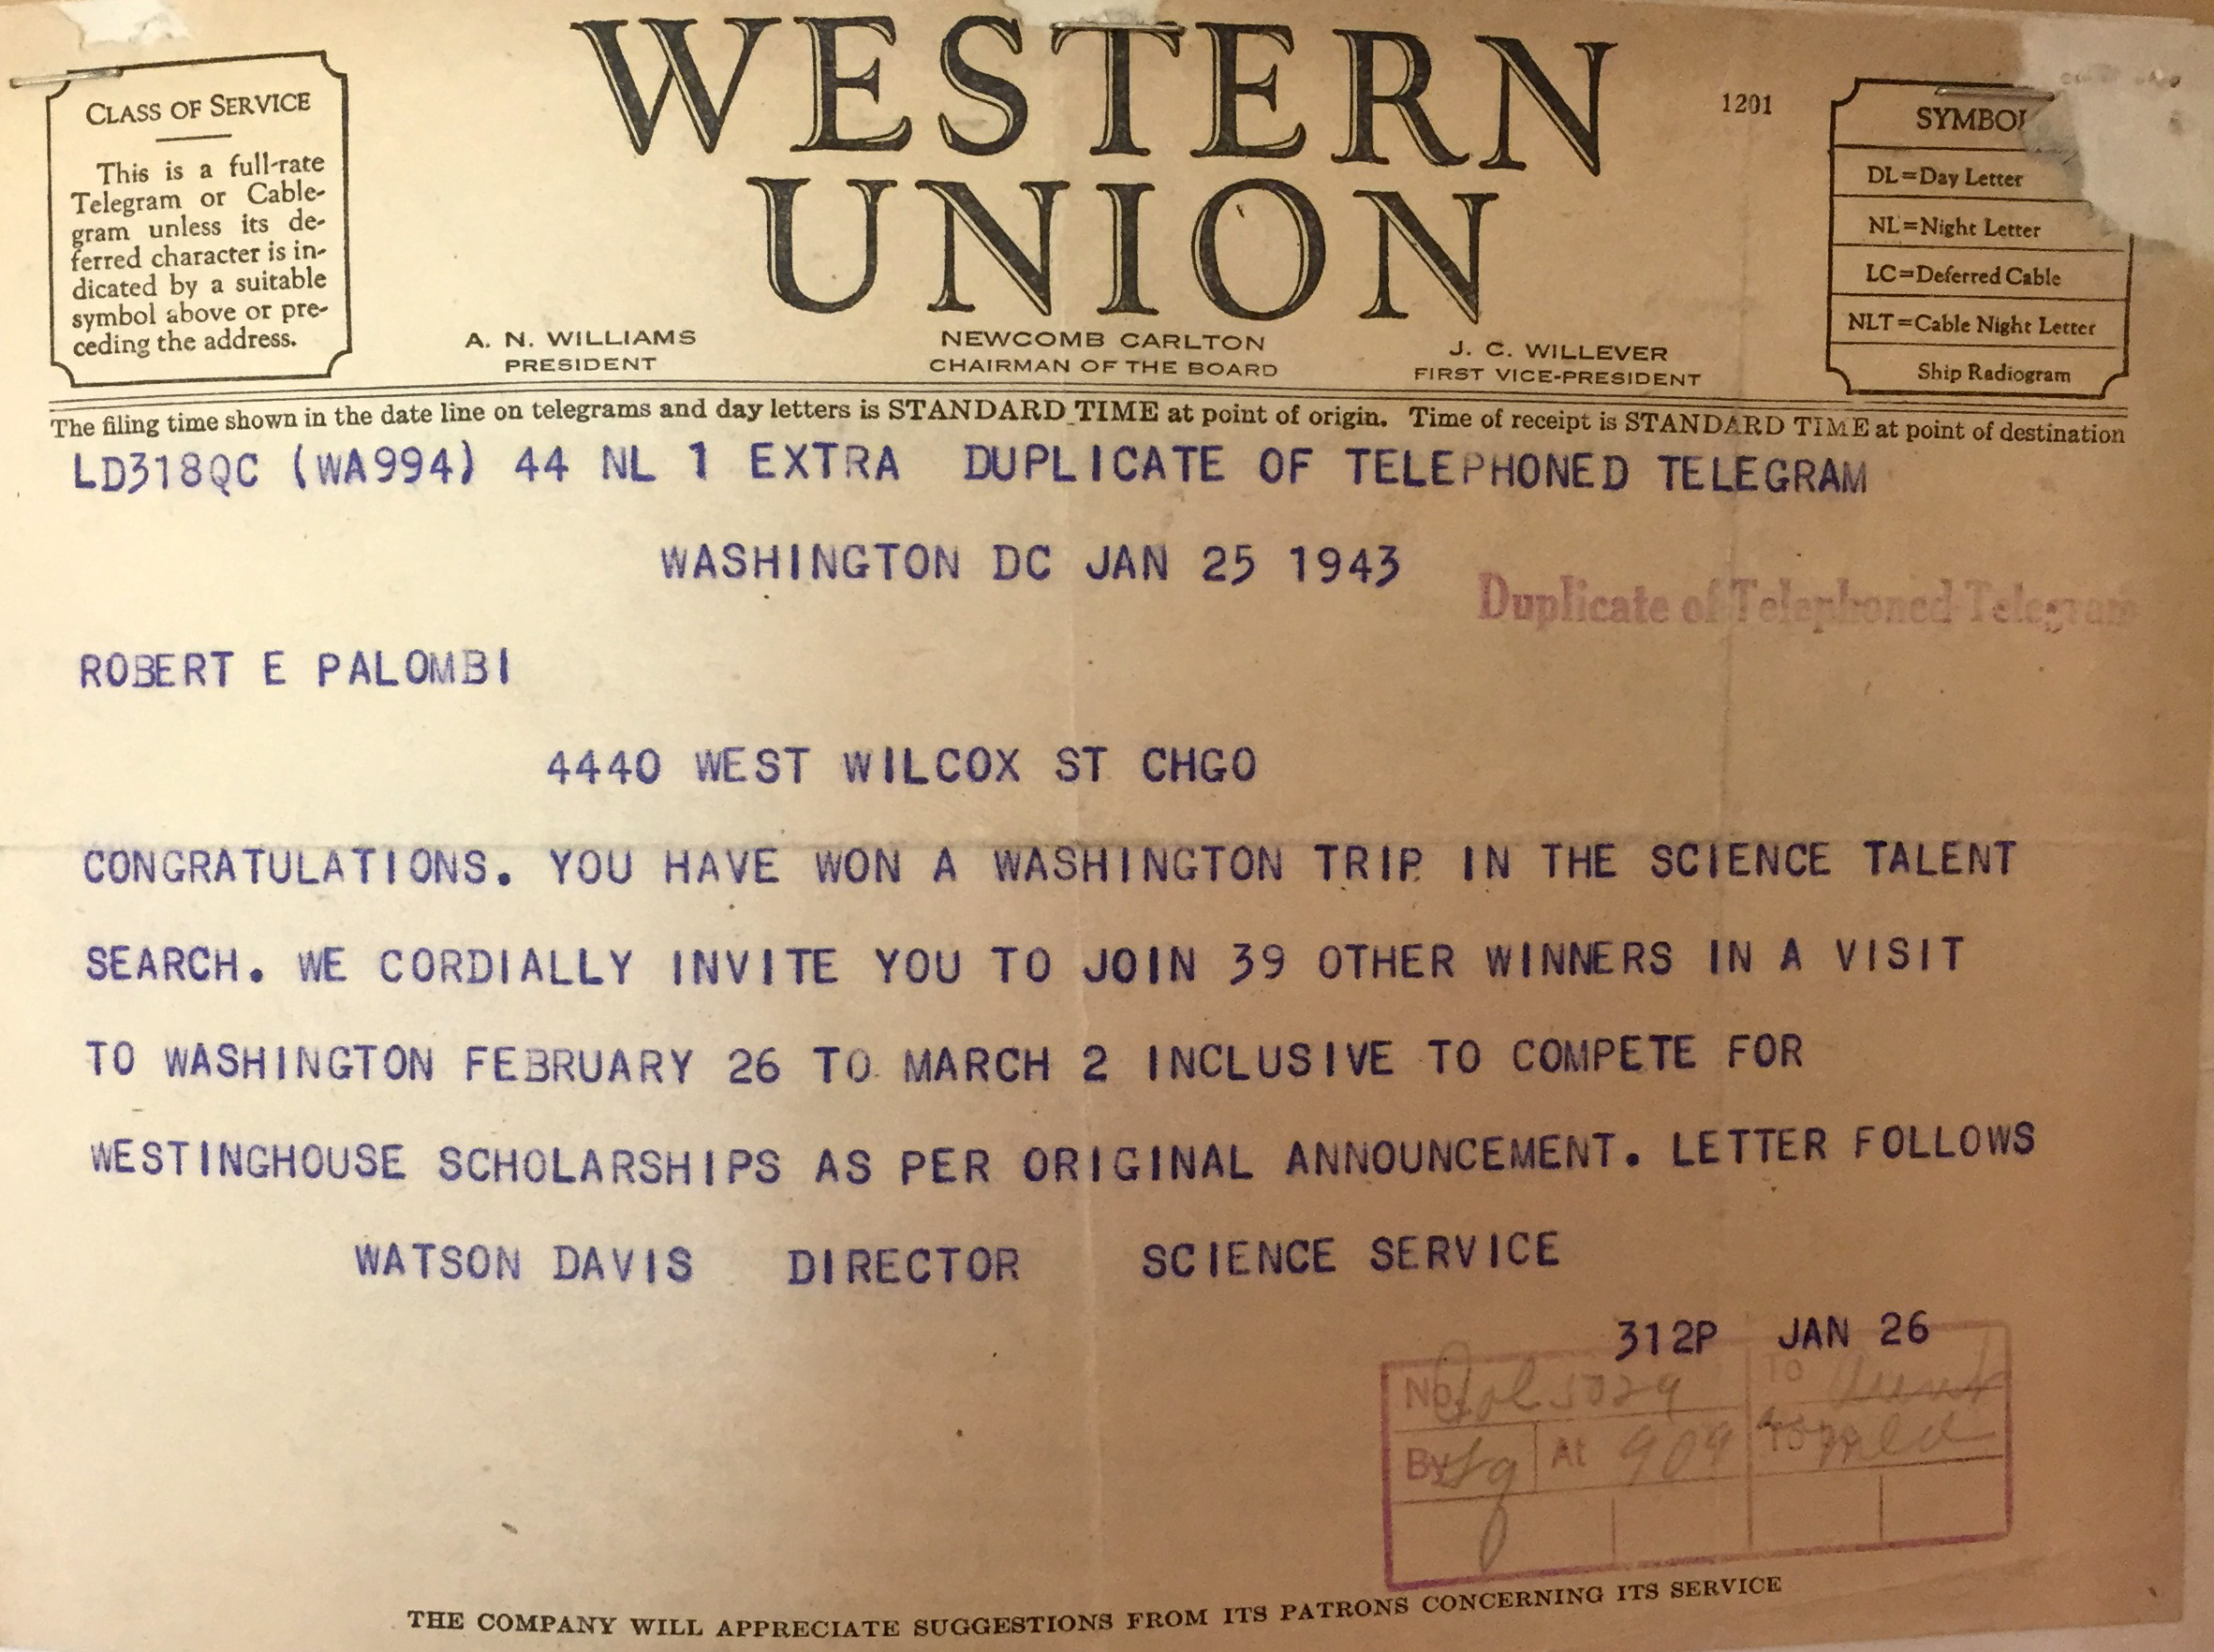 WESTERN
UNION
1201
CLASS OF SERVICE
This is a full-rate
Telegram or Cable-
gram unless its de-
ferred character is in-
dicated by a suitable
symbol above or pre-
ceding the address.
SYMBOL
DL=Day Letter
NL=Night Letter
LC=Deferred Cable
NLT=Cable Night Letter
Ship Radiogram
A. N. WILLIAMS
PRESIDENT
NEWCOMB CARLTON
CHAIRMAN OF THE BOARD
J. C. WILLEVER
FIRST VICE-PRESIDENT
The filing time shown in the date line on telegrams and day letters is STANDARD TIME at point of origin. Time of receipt is STANDARD TIME at point of destination
LD318QC (WA994) 44 NL 1 EXTRA DUPLICATE OF TELEPHONED TELEGRAM
WASHINGTON DC JAN 25 1943
Duplicate of Telephoned Telegram
ROBERT E PALOMBI
4440 WEST WILCOX ST CHGO
CONGRATULATIONS. YOU HAVE WON A WASHINGTON TRIP IN THE SCIENCE TALENT
SEARCH. WE CORDIALLY INVITE YOU TO JOIN 39 OTHER WINNERS IN A VISIT
TO WASHINGTON FEBRUARY 26 TO MARCH 2 INCLUSIVE TO COMPETE FOR
WESTINGHOUSE SCHOLARSHIPS AS PER ORIGINAL ANNOUNCEMENT. LETTER FOLLOWS
WATSON DAVIS DIRECTOR SCIENCE SERVICE
312P JAN 26
No. 5029 TO
By At 909 To
THE COMPANY WILL APPRECIATE SUGGESTIONS FROM ITS PATRONS CONCERNING ITS SERVICE